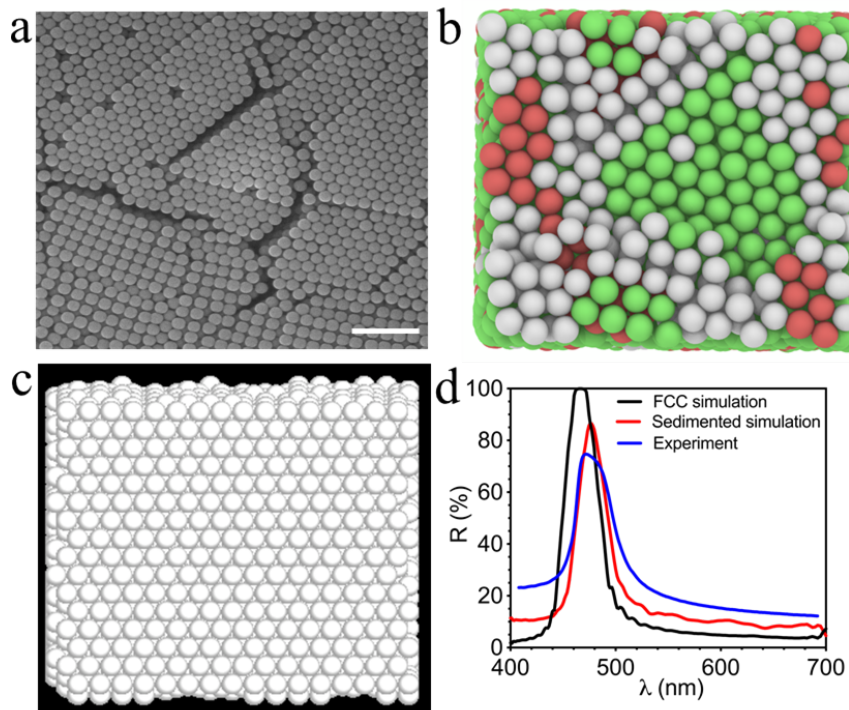 a
b
c
d
FCC simulation
Sedimented simulation
Experiment
R (%)
100
80
60
40
20
0
400
500
600
700
λ (nm)